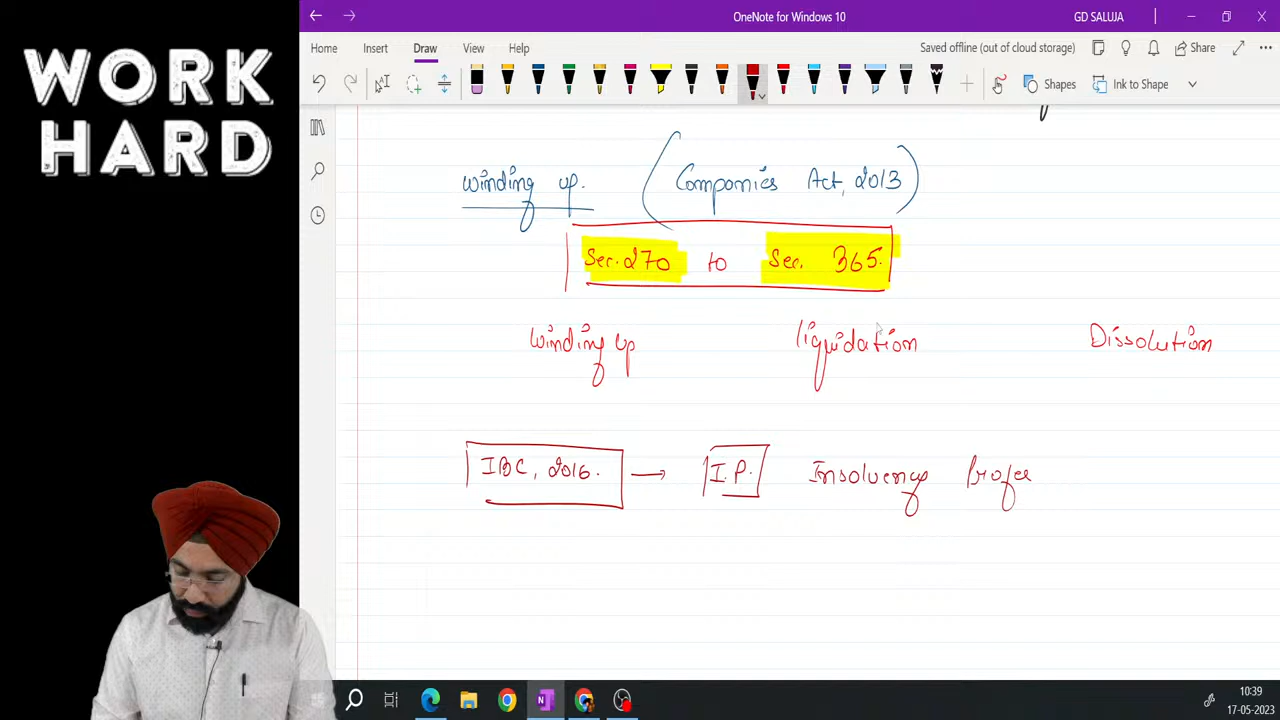 WORK
HARD
OneNote for Windows 10
GD SALUJA
Home Insert Draw View Help
Saved offline (out of cloud storage)
Share
Shapes
Ink to Shape
Winding up. (Companies Act, 2013)
Sec. 270 to Sec. 365.
Winding up liquidation Dissolution
IBC, 2016. → I.P. Insolvency Profes
10:39
17-05-2023